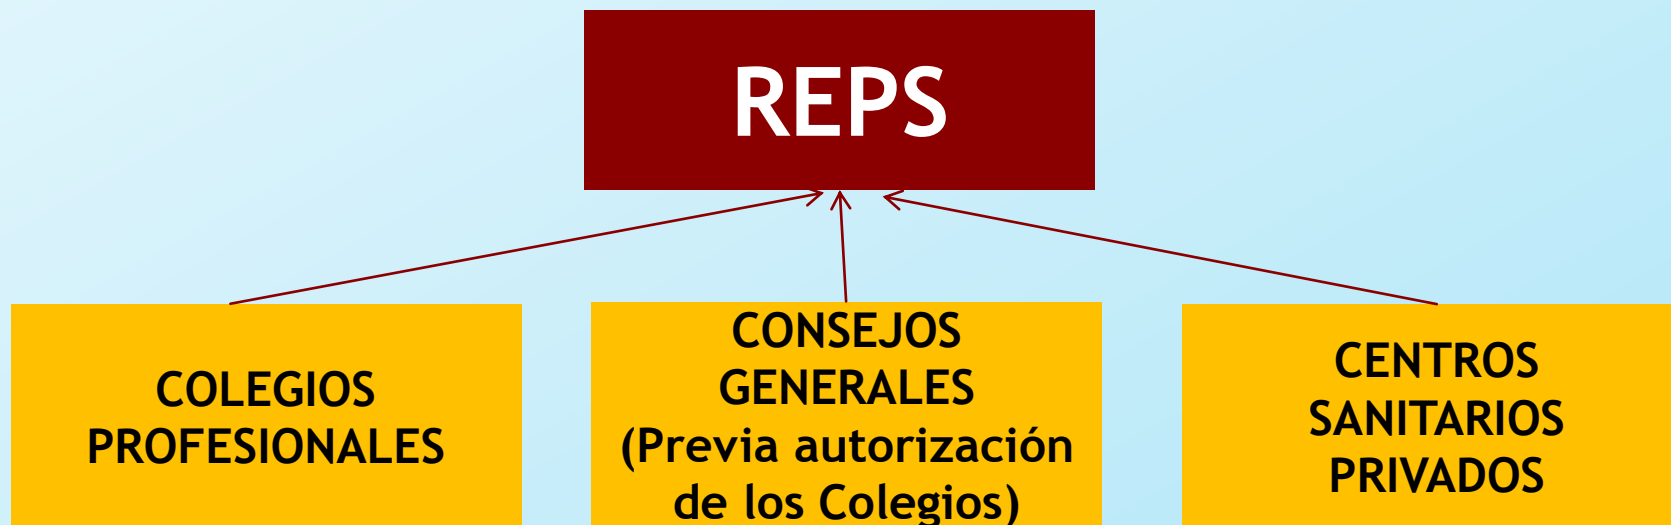 REPS
COLEGIOS
PROFESIONALES
CONSEJOS
GENERALES
(Previa autorización
de los Colegios)
CENTROS
SANITARIOS
PRIVADOS